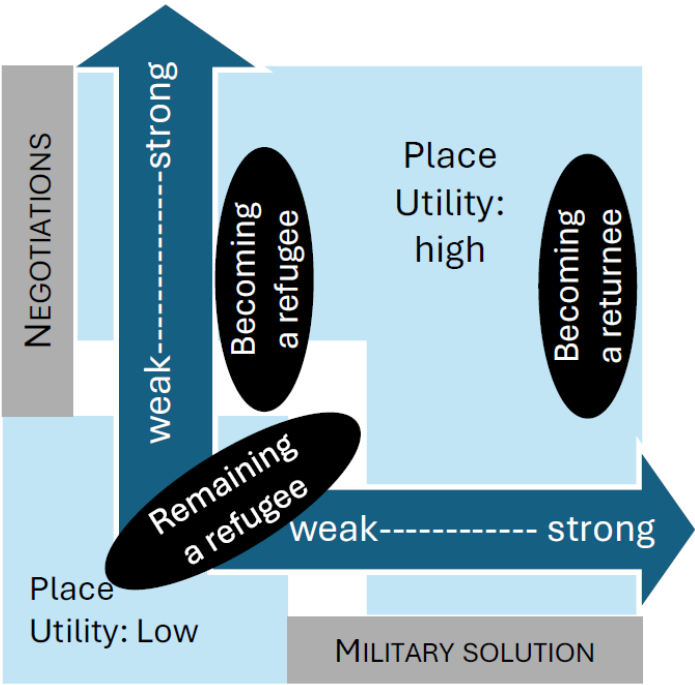 NEGOTIATIONS
weak-------------strong
Becoming
a refugee
Place
Utility:
high
Becoming
a returnee
Remaining
a refugee
weak------------ strong
Place
Utility: Low
MILITARY SOLUTION